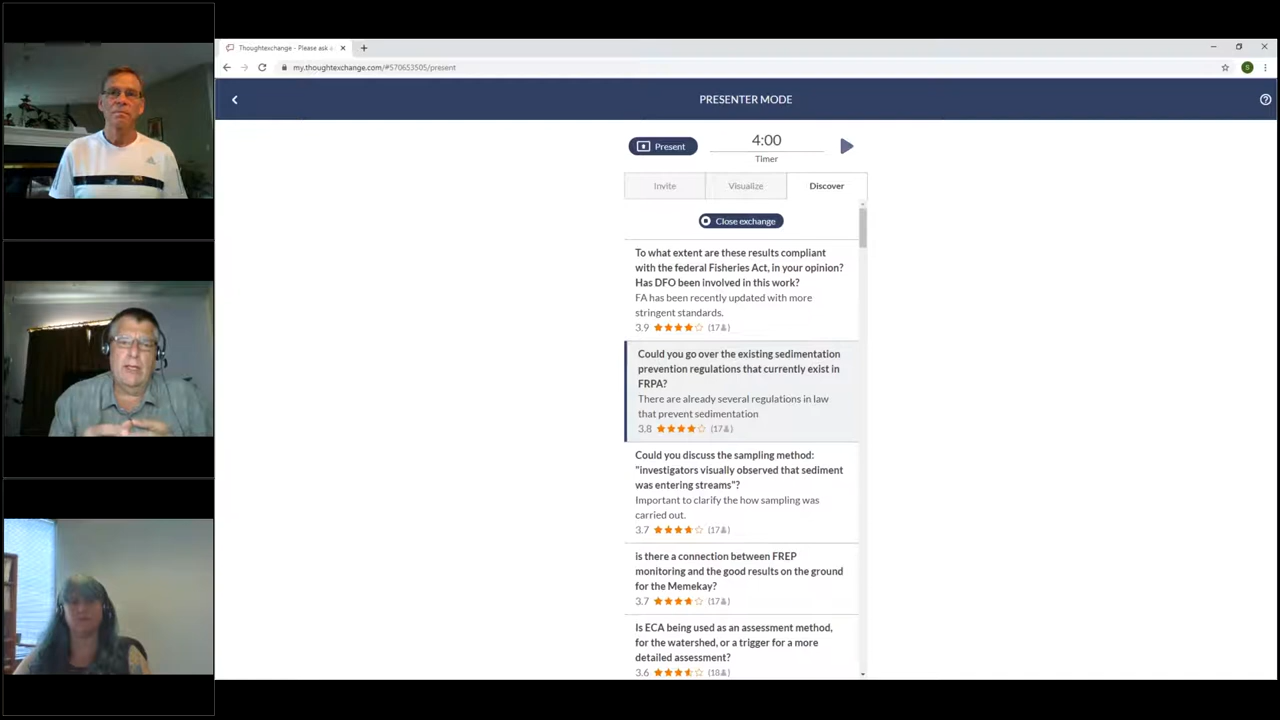 Thoughtexchange - Please ask a
my.thoughtexchange.com/#570653505/present
S
PRESENTER MODE
Present
4:00
Timer
Invite
Visualize
Discover
Close exchange
To what extent are these results compliant
with the federal Fisheries Act, in your opinion?
Has DFO been involved in this work?
FA has been recently updated with more
stringent standards.
3.9 (17)
Could you go over the existing sedimentation
prevention regulations that currently exist in
FRPA?
There are already several regulations in law
that prevent sedimentation
3.8 (17)
Could you discuss the sampling method:
"investigators visually observed that sediment
was entering streams"?
Important to clarify the how sampling was
carried out.
3.7 (17)
is there a connection between FREP
monitoring and the good results on the ground
for the Memekay?
3.7 (17)
Is ECA being used as an assessment method,
for the watershed, or a trigger for a more
detailed assessment?
3.6 (18)